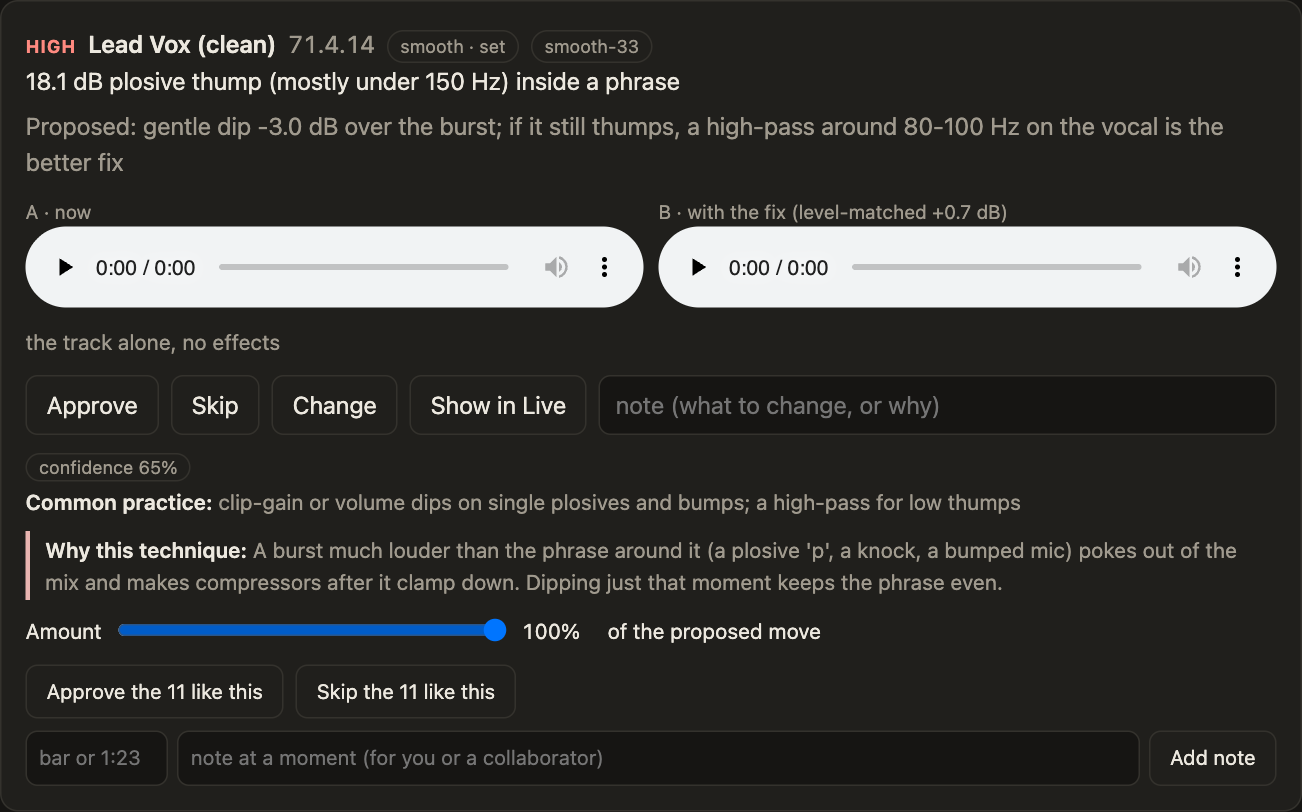 HIGH Lead Vox (clean) 71.4.14 smooth · set smooth-33
18.1 dB plosive thump (mostly under 150 Hz) inside a phrase
Proposed: gentle dip -3.0 dB over the burst; if it still thumps, a high-pass around 80-100 Hz on the vocal is the
better fix
A · now
B · with the fix (level-matched +0.7 dB)
0:00 / 0:00
0:00 / 0:00
the track alone, no effects
Approve Skip Change Show in Live note (what to change, or why)
confidence 65%
Common practice: clip-gain or volume dips on single plosives and bumps; a high-pass for low thumps
Why this technique: A burst much louder than the phrase around it (a plosive 'p', a knock, a bumped mic) pokes out of the
mix and makes compressors after it clamp down. Dipping just that moment keeps the phrase even.
Amount 100% of the proposed move
Approve the 11 like this Skip the 11 like this
bar or 1:23 note at a moment (for you or a collaborator) Add note